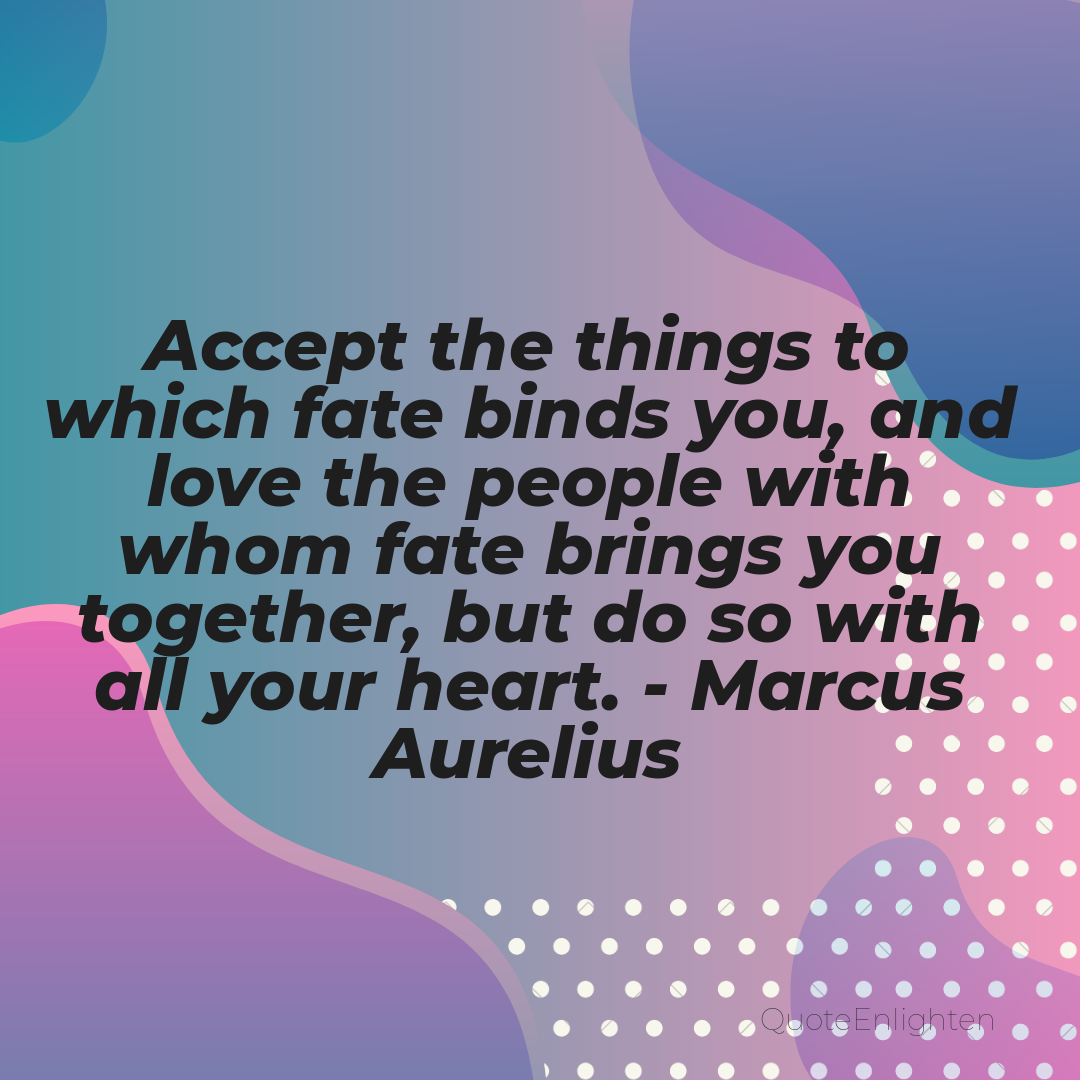 Accept the things to
which fate binds you, and
love the people with
whom fate brings you
together, but do so with
all your heart. - Marcus
Aurelius
QuoteEnlighten